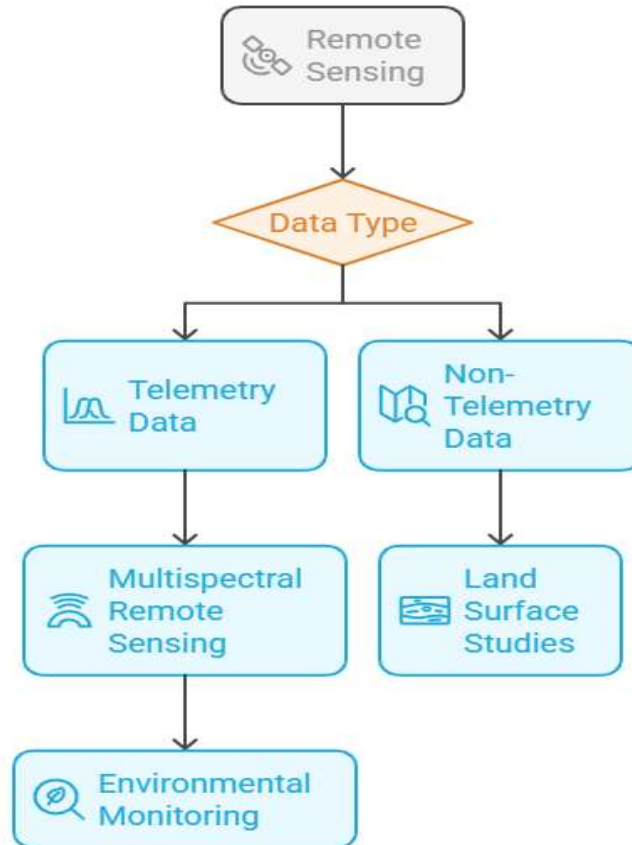 Remote
Sensing
Data Type
Telemetry
Data
Non-
Telemetry
Data
Multispectral
Remote
Sensing
Land
Surface
Studies
Environmental
Monitoring